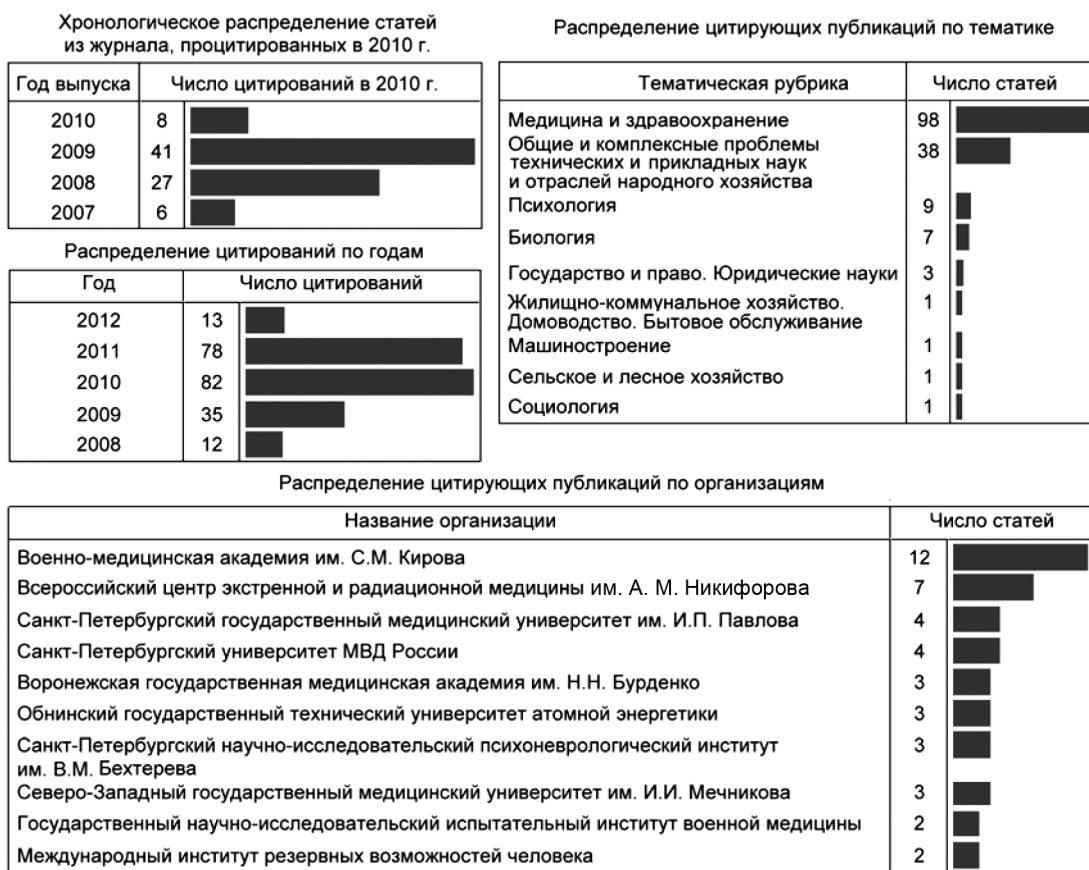 Хронологическое распределение статей
из журнала, процитированных в 2010 г.
Год выпуска Число цитирований в 2010 г.
2010 8
2009 41
2008 27
2007 6
Распределение цитирований по годам
Год Число цитирований
2012 13
2011 78
2010 82
2009 35
2008 12
Распределение цитирующих публикаций по тематике
Тематическая рубрика Число статей
Медицина и здравоохранение 98
Общие и комплексные проблемы
технических и прикладных наук 38
и отраслей народного хозяйства
Психология 9
Биология 7
Государство и право. Юридические науки 3
Жилищно-коммунальное хозяйство. 1
Домоводство. Бытовое обслуживание
Машиностроение 1
Сельское и лесное хозяйство 1
Социология 1
Распределение цитирующих публикаций по организациям
Название организации Число статей
Военно-медицинская академия им. С.М. Кирова 12
Всероссийский центр экстренной и радиационной медицины им. А. М. Никифорова 7
Санкт-Петербургский государственный медицинский университет им. И.П. Павлова 4
Санкт-Петербургский университет МВД России 4
Воронежская государственная медицинская академия им. Н.Н. Бурденко 3
Обнинский государственный технический университет атомной энергетики 3
Санкт-Петербургский научно-исследовательский психоневрологический институт 3
им. В.М. Бехтерева
Северо-Западный государственный медицинский университет им. И.И. Мечникова 3
Государственный научно-исследовательский испытательный институт военной медицины 2
Международный институт резервных возможностей человека 2